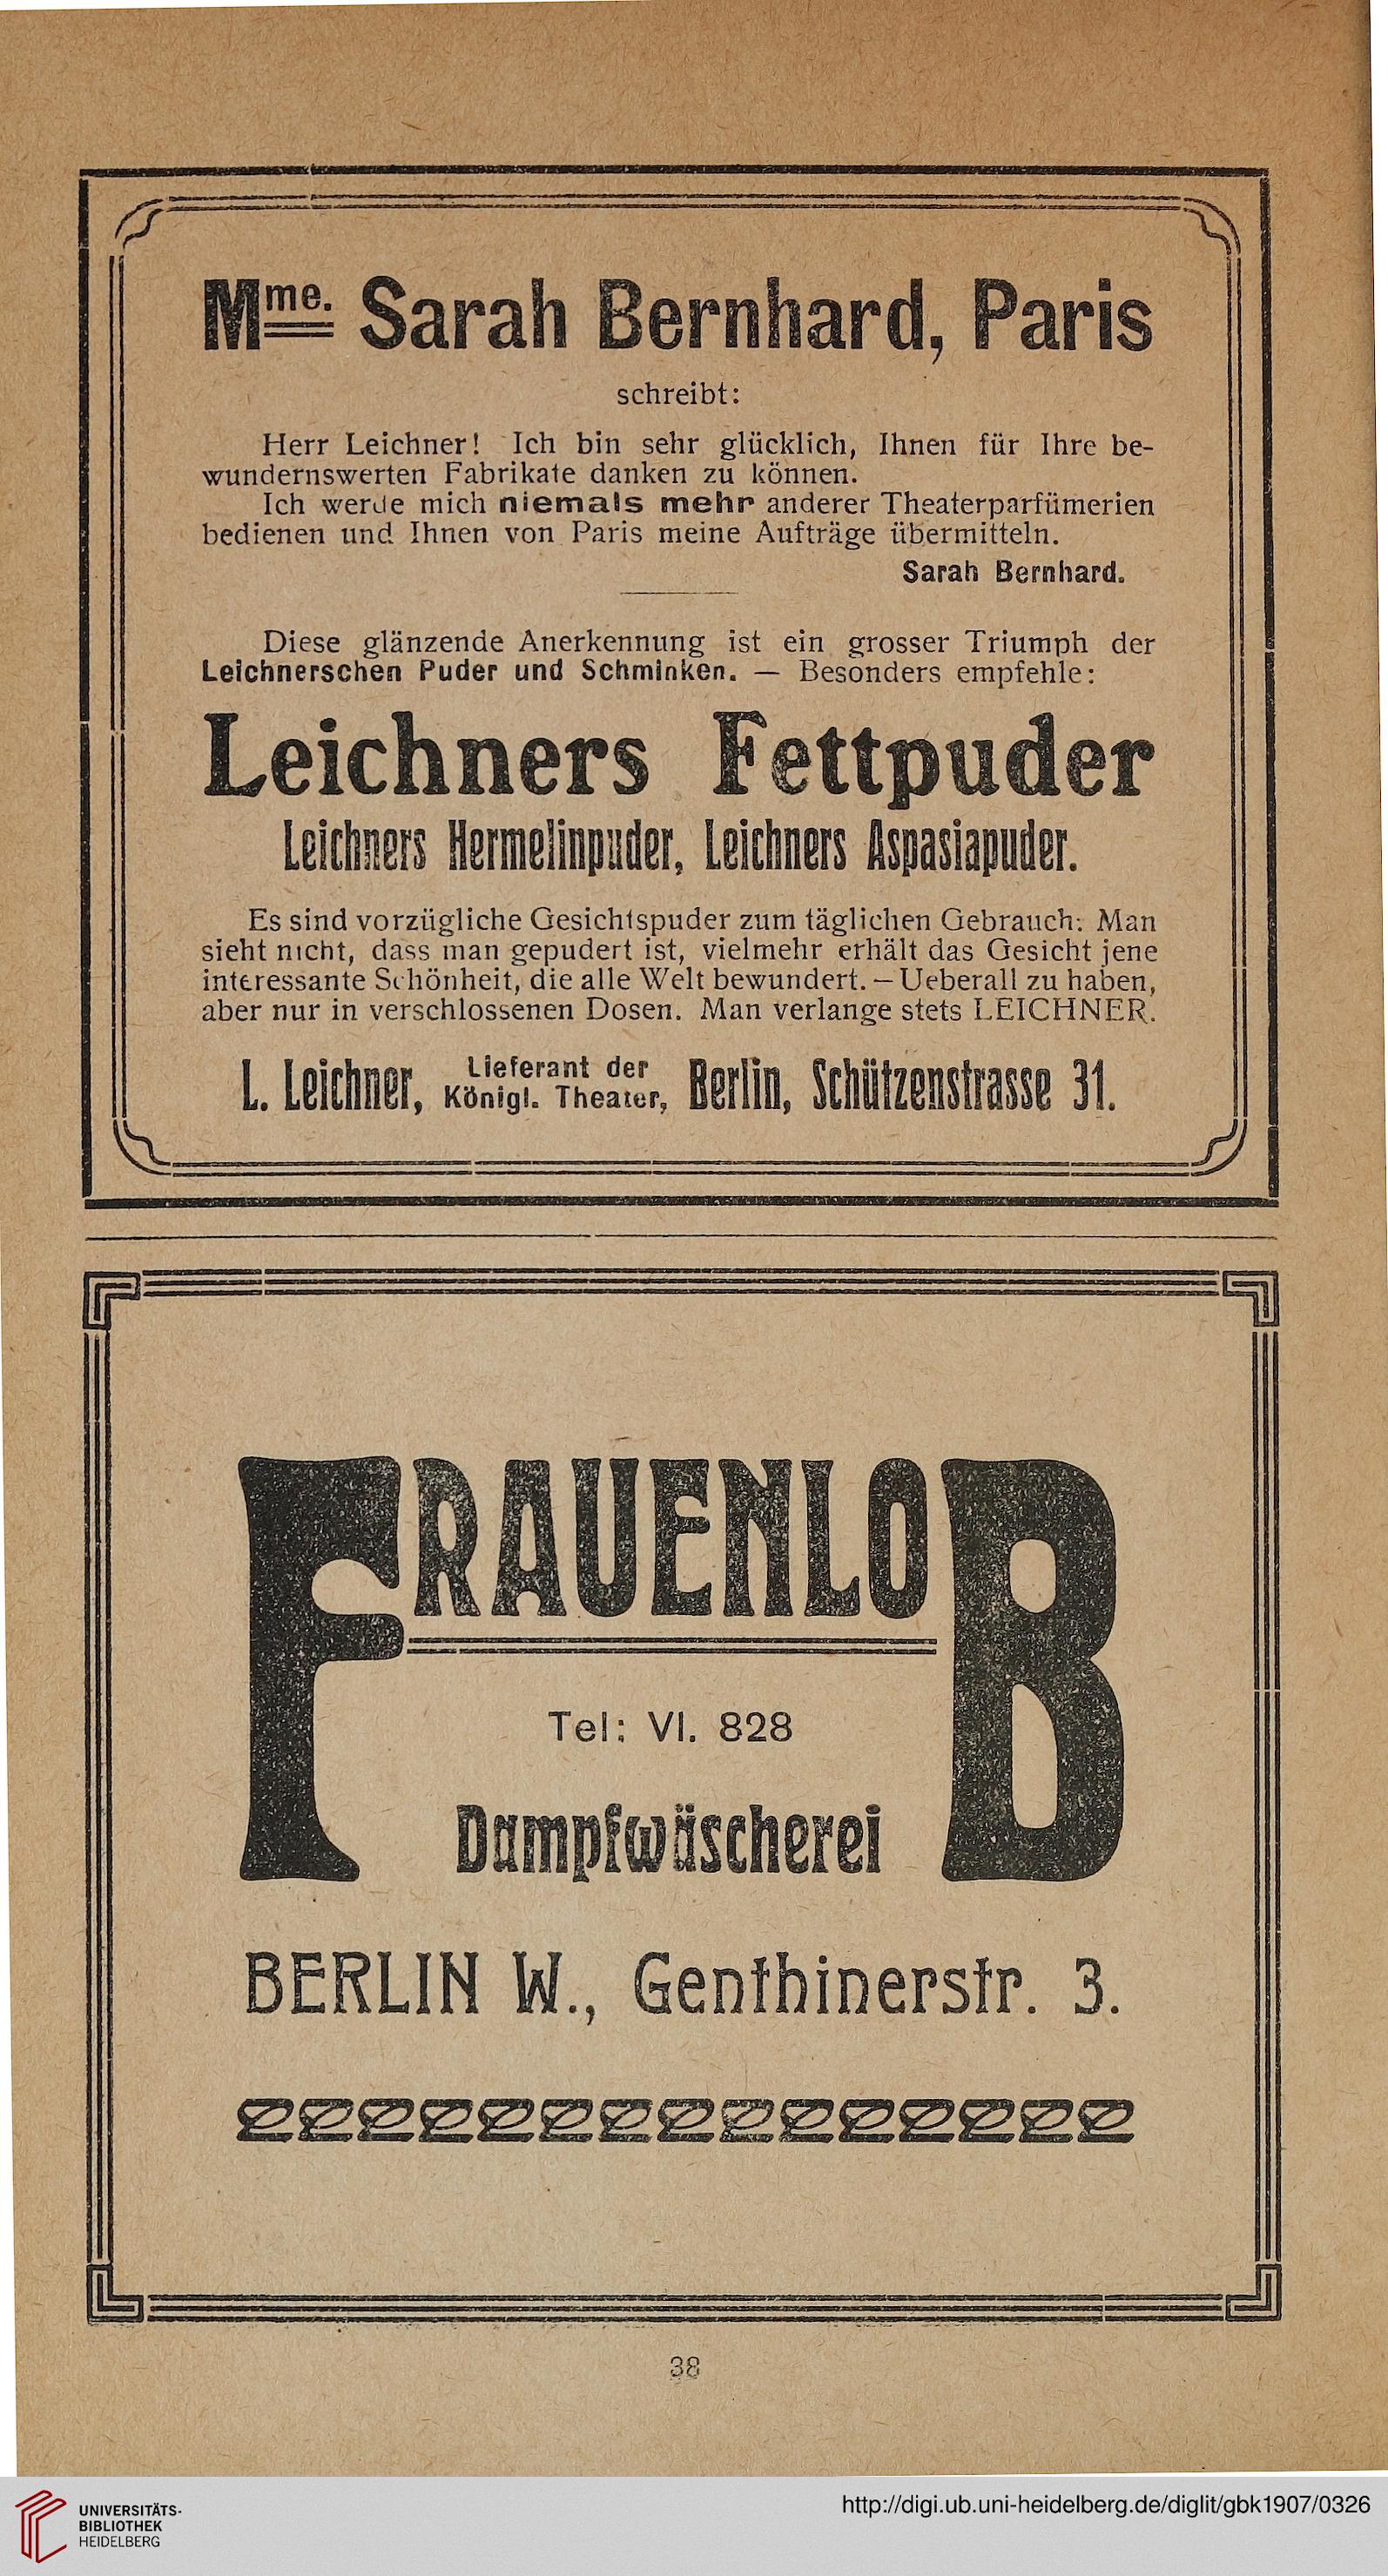 Mme. Sarah Bernhard, Paris
schreibt:
Herr Leichner! Ich bin sehr glücklich, Ihnen für Ihre be-
wundernswerten Fabrikate danken zu können.
Ich werde mich niemals mehr anderer Theaterparfümerien
bedienen und Ihnen von Paris meine Aufträge übermitteln.
Sarah Bernhard.
Diese glänzende Anerkennung ist ein grosser Triumph der
Leichnerschen Puder und Schminken. — Besonders empfehle:
Leichners Fettpuder
Leichners Hermelinpuder, Leichners Aspasiapuder.
Es sind vorzügliche Gesichtspuder zum täglichen Gebrauch: Man
sieht nicht, dass man gepudert ist, vielmehr erhält das Gesicht jene
interessante Schönheit, die alle Welt bewundert. — Ueberall zu haben,
aber nur in verschlossenen Dosen. Man verlange stets LEICHNER.
L. Leichner, Lieferant der Königl. Theater, Berlin, Schützenstrasse 31.
FRAUENLOB
Tel: VI. 828
Dampfwäscherei
BERLIN W., Genthinerstr. 3.
38
UNIVERSITÄTS-
BIBLIOTHEK
HEIDELBERG
http://digi.ub.uni-heidelberg.de/diglit/gbk1907/0326